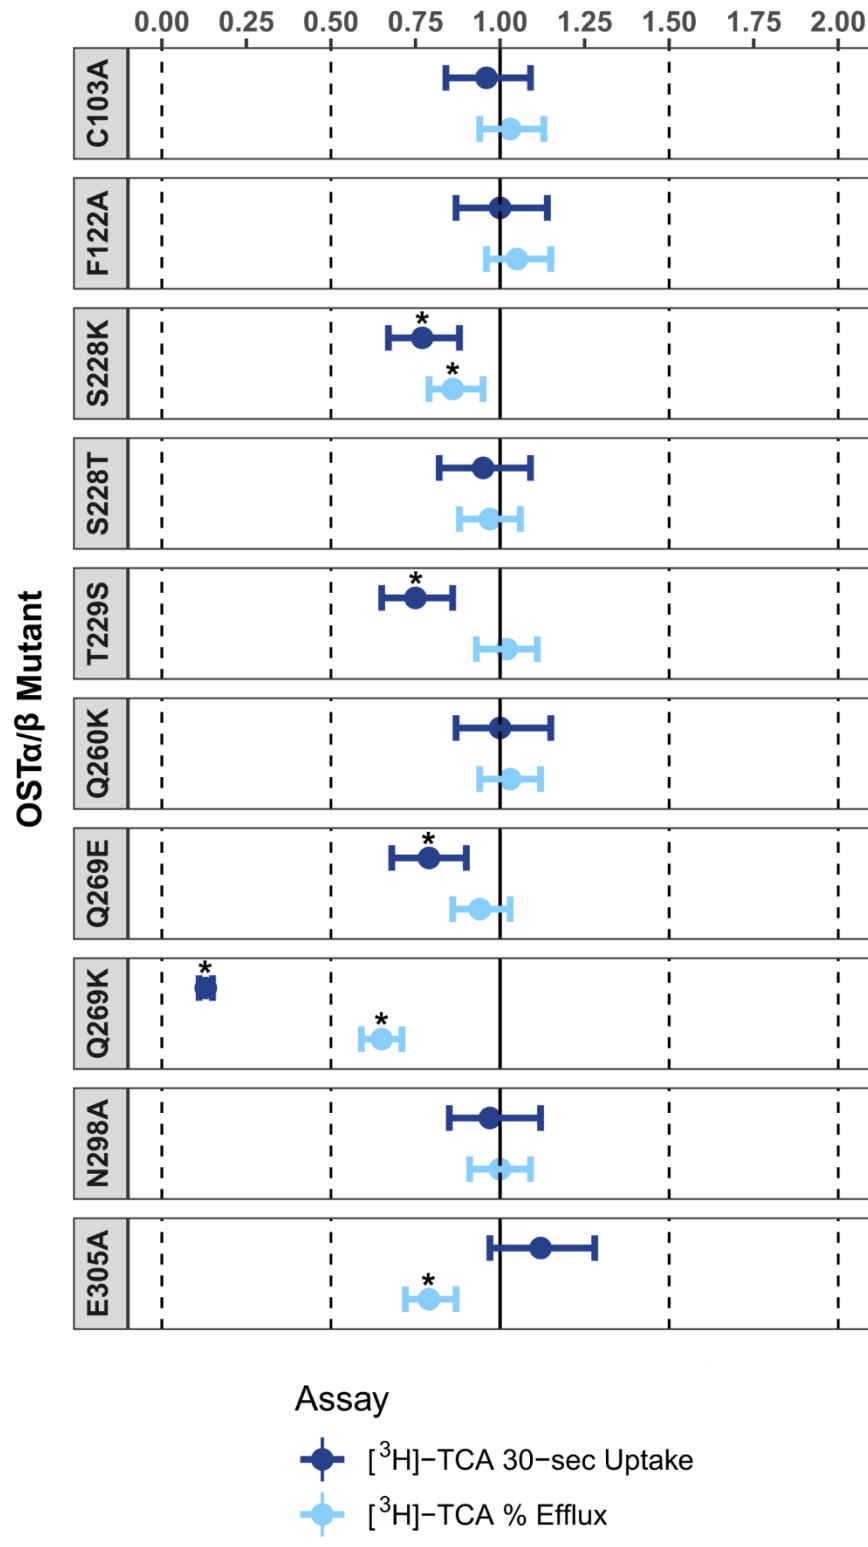 0.00 0.25 0.50 0.75 1.00 1.25 1.50 1.75 2.00
OSTα/β Mutant
C103A
*
F122A
S228K
*
*
S228T
T229S
*
Q260K
Q269E
*
Q269K
*
*
N298A
E305A
*
Assay
[³H]−TCA 30−sec Uptake
[³H]−TCA % Efflux